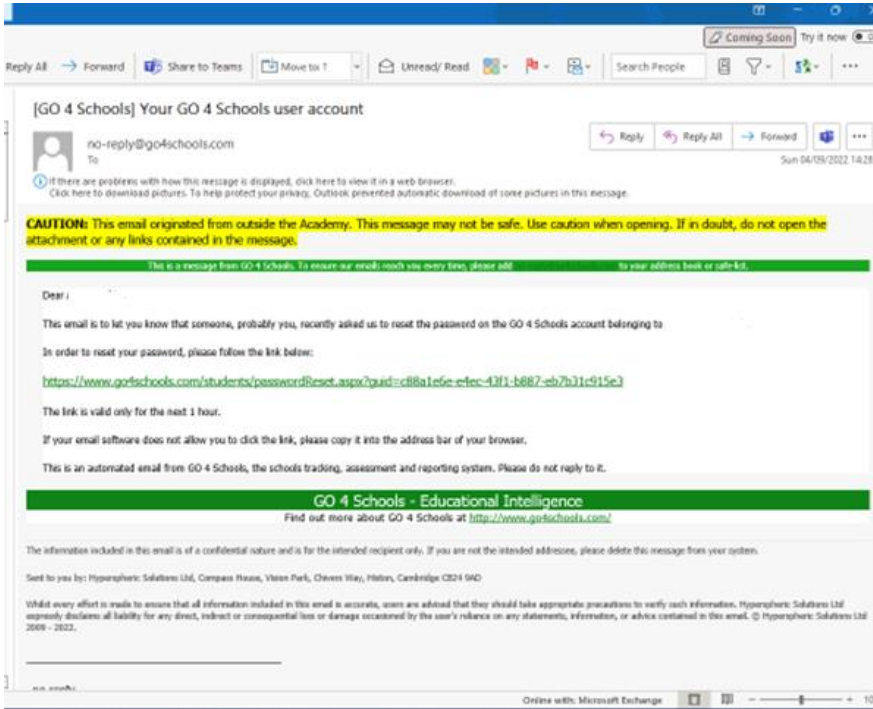 Coming Soon Try it now
Reply All Forward Share to Teams Move to: ? Unread/ Read Search People
[GO 4 Schools] Your GO 4 Schools user account
no-reply@go4schools.com
To
Reply Reply All Forward
Sun 04/09/2022 14:28
If there are problems with how this message is displayed, click here to view it in a web browser.
Click here to download pictures. To help protect your privacy, Outlook prevented automatic download of some pictures in this message.
CAUTION: This email originated from outside the Academy. This message may not be safe. Use caution when opening. If in doubt, do not open the
attachment or any links contained in the message.
This is a message from GO 4 Schools. To ensure our emails reach you every time, please add to your address book or safe-list.
Dear
This email is to let you know that someone, probably you, recently asked us to reset the password on the GO 4 Schools account belonging to
In order to reset your password, please follow the link below:
https://www.go4schools.com/students/passwordReset.aspx?guid=c88a1e6e-e4ec-43f1-b887-eb7b31c915e3
The link is valid only for the next 1 hour.
If your email software does not allow you to click the link, please copy it into the address bar of your browser.
This is an automated email from GO 4 Schools, the schools tracking, assessment and reporting system. Please do not reply to it.
GO 4 Schools - Educational Intelligence
Find out more about GO 4 Schools at http://www.go4schools.com/
The information included in this email is of a confidential nature and is for the intended recipient only. If you are not the intended addressee, please delete this message from your system.
Sent to you by: Hyperspheric Solutions Ltd, Compass House, Vision Park, Chivers Way, Histon, Cambridge CB24 9AD
Whilst every effort is made to ensure that all information included in this email is accurate, users are advised that they should take appropriate precautions to verify such information. Hyperspheric Solutions Ltd
expressly disclaims all liability for any direct, indirect or consequential loss or damage occasioned by the user's reliance on any statements, information, or advice contained in this email. © Hyperspheric Solutions Ltd
2009 - 2022.
no-reply
Online with: Microsoft Exchange 10